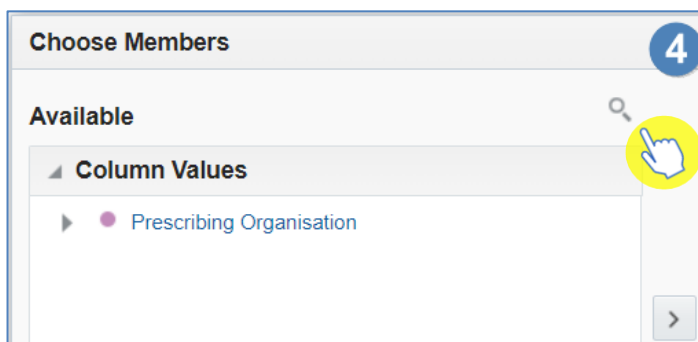 Choose Members
4
Available
Column Values
Prescribing Organisation